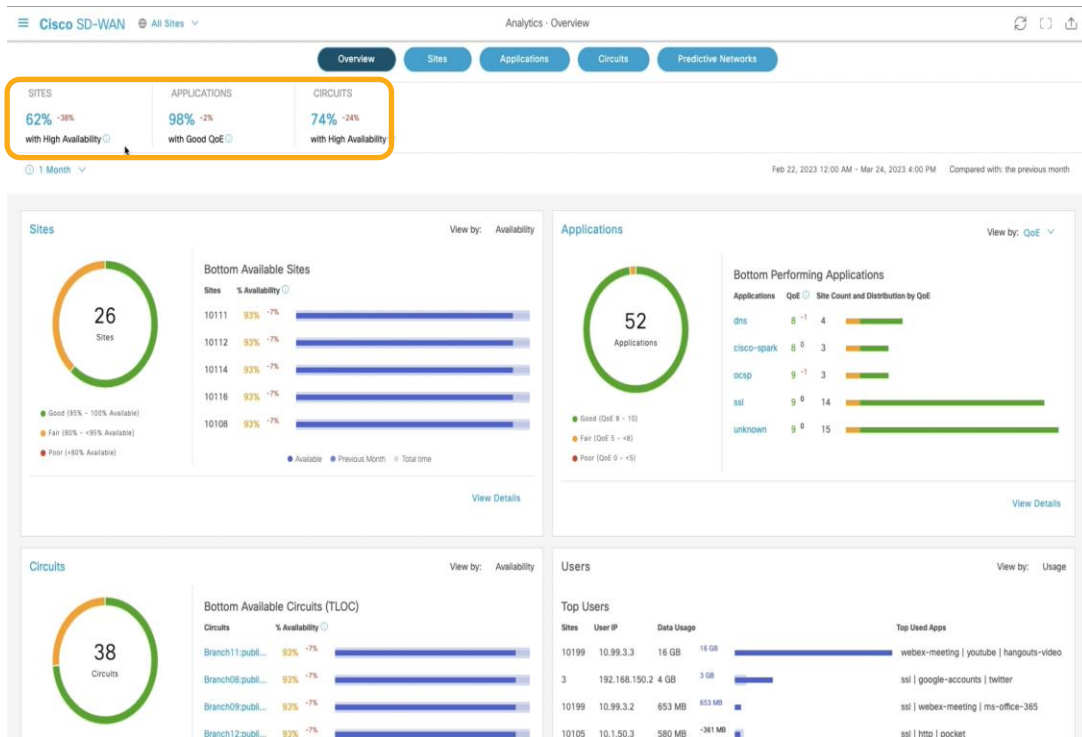 Cisco SD-WAN All Sites Analytics · Overview
Overview Sites Applications Circuits Predictive Networks
SITES APPLICATIONS CIRCUITS
62% -38% 98% -2% 74% -24%
with High Availability with Good QoE with High Availability
1 Month Feb 22, 2023 12:00 AM - Mar 24, 2023 4:00 PM Compared with: the previous month
Sites View by: Availability
26
Sites
Good (95% - 100% Available)
Fair (80% - <95% Available)
Poor (<80% Available)
Bottom Available Sites
Sites % Availability
10111 93% -7%
10112 93% -7%
10114 93% -7%
10116 93% -7%
10108 93% -7%
Available Previous Month Total time
View Details
Applications View by: QoE
52
Applications
Good (QoE 8 - 10)
Fair (QoE 5 - <8)
Poor (QoE 0 - <5)
Bottom Performing Applications
Applications QoE Site Count and Distribution by QoE
dns 8 -1 4
cisco-spark 8 0 3
ocsp 9 -1 3
ssl 9 0 14
unknown 9 0 15
View Details
Circuits View by: Availability
38
Circuits
Bottom Available Circuits (TLOC)
Circuits % Availability
Branch11:publi... 93% -7%
Branch08:publi... 93% -7%
Branch09:publi... 93% -7%
Branch12:publi... 93% -7%
Users View by: Usage
Top Users
Sites User IP Data Usage Top Used Apps
10199 10.99.3.3 16 GB 16 GB webex-meeting | youtube | hangouts-video
3 192.168.150.2 4 GB 3 GB ssl | google-accounts | twitter
10199 10.99.3.2 653 MB 653 MB ssl | webex-meeting | ms-office-365
10105 10.1.50.3 580 MB -361 MB ssl | http | pocket